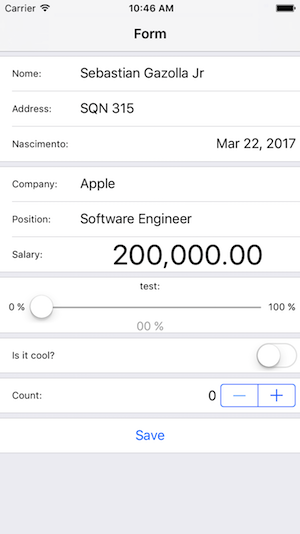 Carrier 10:46 AM
Form
Nome: Sebastian Gazolla Jr
Address: SQN 315
Nascimento: Mar 22, 2017
Company: Apple
Position: Software Engineer
Salary: 200,000.00
test:
0 % 100 %
00 %
Is it cool?
Count: 0 − +
Save